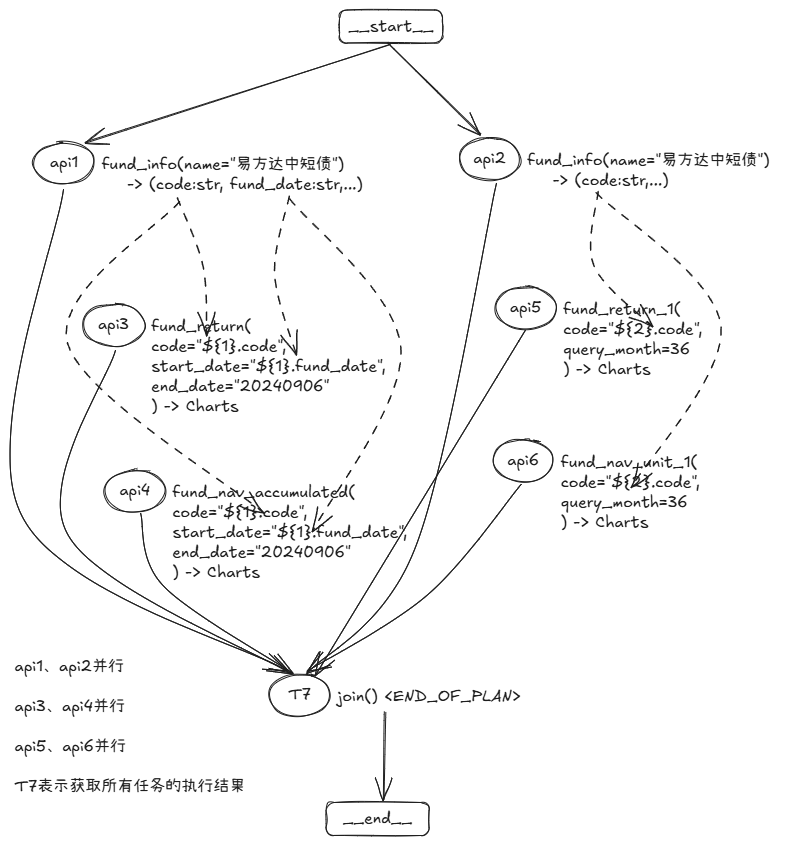 __start__
api1
fund_info(name="易方达中短债")
-> (code:str, fund_date:str,...)
api2
fund_info(name="易方达中短债")
-> (code:str,...)
api3
fund_return(
code="${1}.code",
start_date="${1}.fund_date",
end_date="20240906"
) -> Charts
api5
fund_return_1(
code="${2}.code",
query_month=36
) -> Charts
api4
fund_nav_accumulated(
code="${1}.code",
start_date="${1}.fund_date",
end_date="20240906"
) -> Charts
api6
fund_nav_unit_1(
code="${2}.code",
query_month=36
) -> Charts
api1、api2并行
api3、api4并行
api5、api6并行
T7表示获取所有任务的执行结果
T7
join() <END_OF_PLAN>
__end__